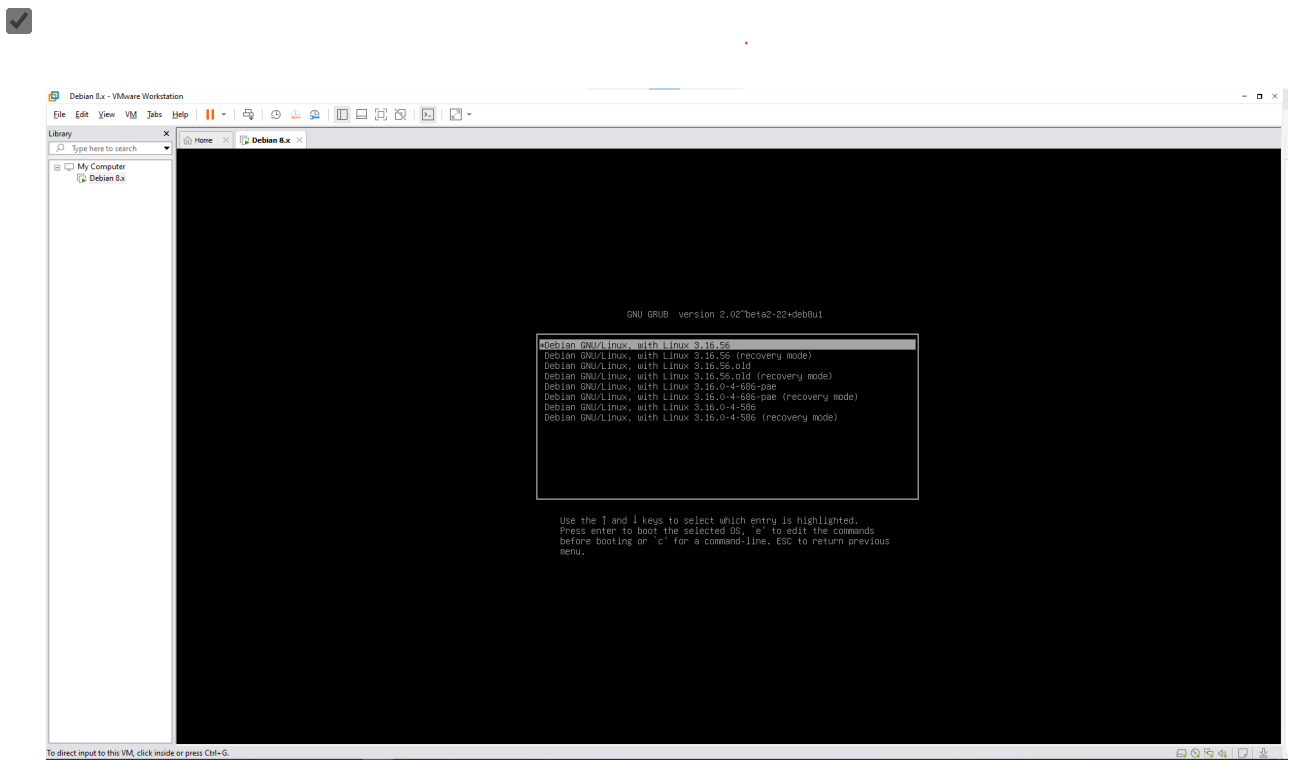 Debian 8.x - VMware Workstation
File Edit View VM Tabs Help
Library
Type here to search
Home
Debian 8.x
My Computer
Debian 8.x
GNU GRUB version 2.02~beta2-22+deb8u1
*Debian GNU/Linux, with Linux 3.16.56
Debian GNU/Linux, with Linux 3.16.56 (recovery mode)
Debian GNU/Linux, with Linux 3.16.56.old
Debian GNU/Linux, with Linux 3.16.56.old (recovery mode)
Debian GNU/Linux, with Linux 3.16.0-4-686-pae
Debian GNU/Linux, with Linux 3.16.0-4-686-pae (recovery mode)
Debian GNU/Linux, with Linux 3.16.0-4-586
Debian GNU/Linux, with Linux 3.16.0-4-586 (recovery mode)
Use the ↑ and ↓ keys to select which entry is highlighted.
Press enter to boot the selected OS, `e' to edit the commands
before booting or `c' for a command-line. ESC to return previous
menu.
To direct input to this VM, click inside or press Ctrl+G.